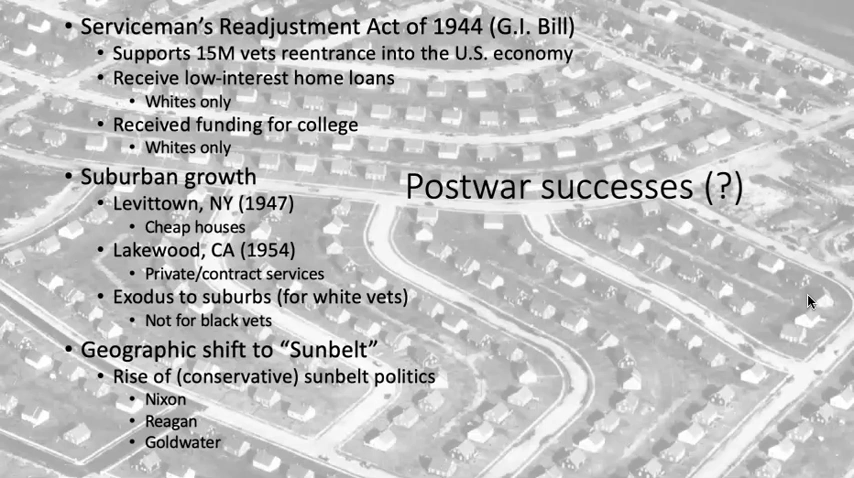 • Serviceman's Readjustment Act of 1944 (G.I. Bill)
• Supports 15M vets reentrance into the U.S. economy
• Receive low-interest home loans
• Whites only
• Received funding for college
• Whites only
• Suburban growth
• Levittown, NY (1947)
• Cheap houses
• Lakewood, CA (1954)
• Private/contract services
• Exodus to suburbs (for white vets)
• Not for black vets
• Geographic shift to “Sunbelt”
• Rise of (conservative) sunbelt politics
• Nixon
• Reagan
• Goldwater
Postwar successes (?)